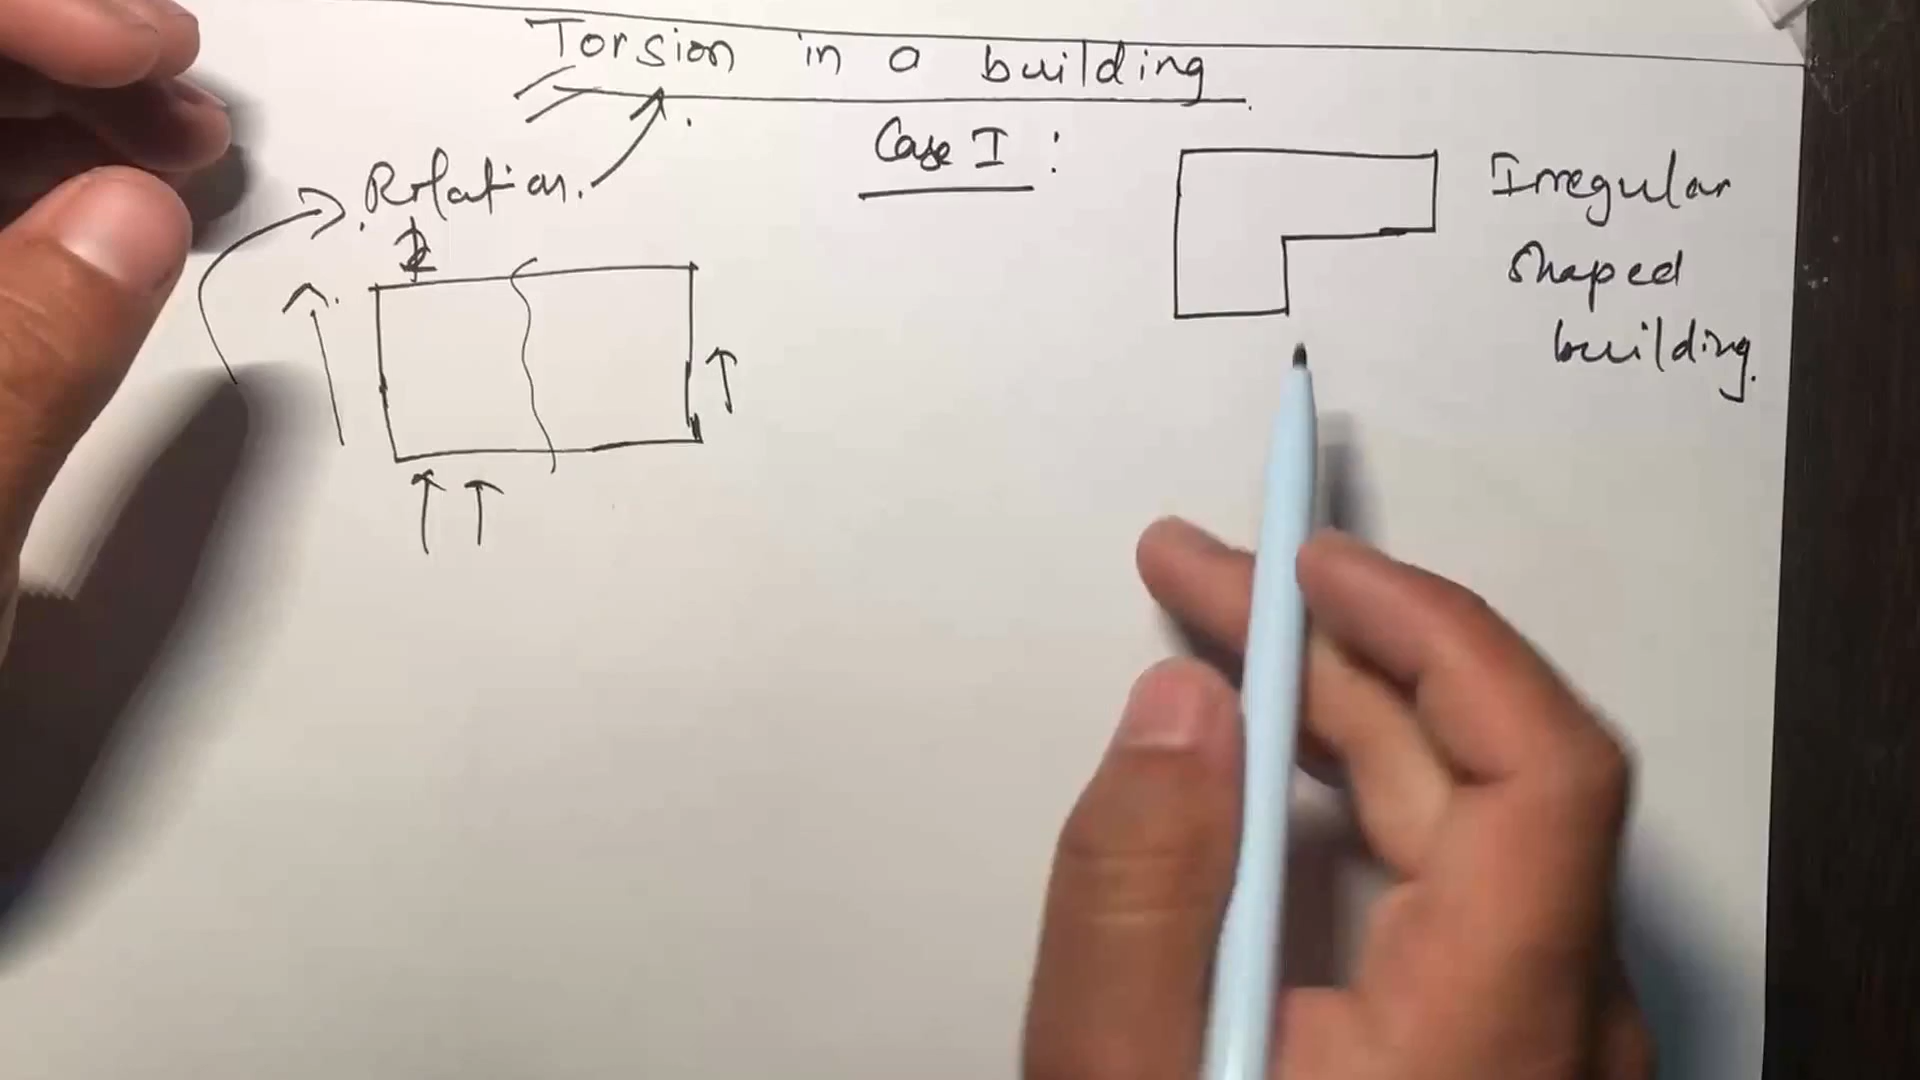 Torsion in a building
Rotation.
Case I :
Irregular
shaped
building.